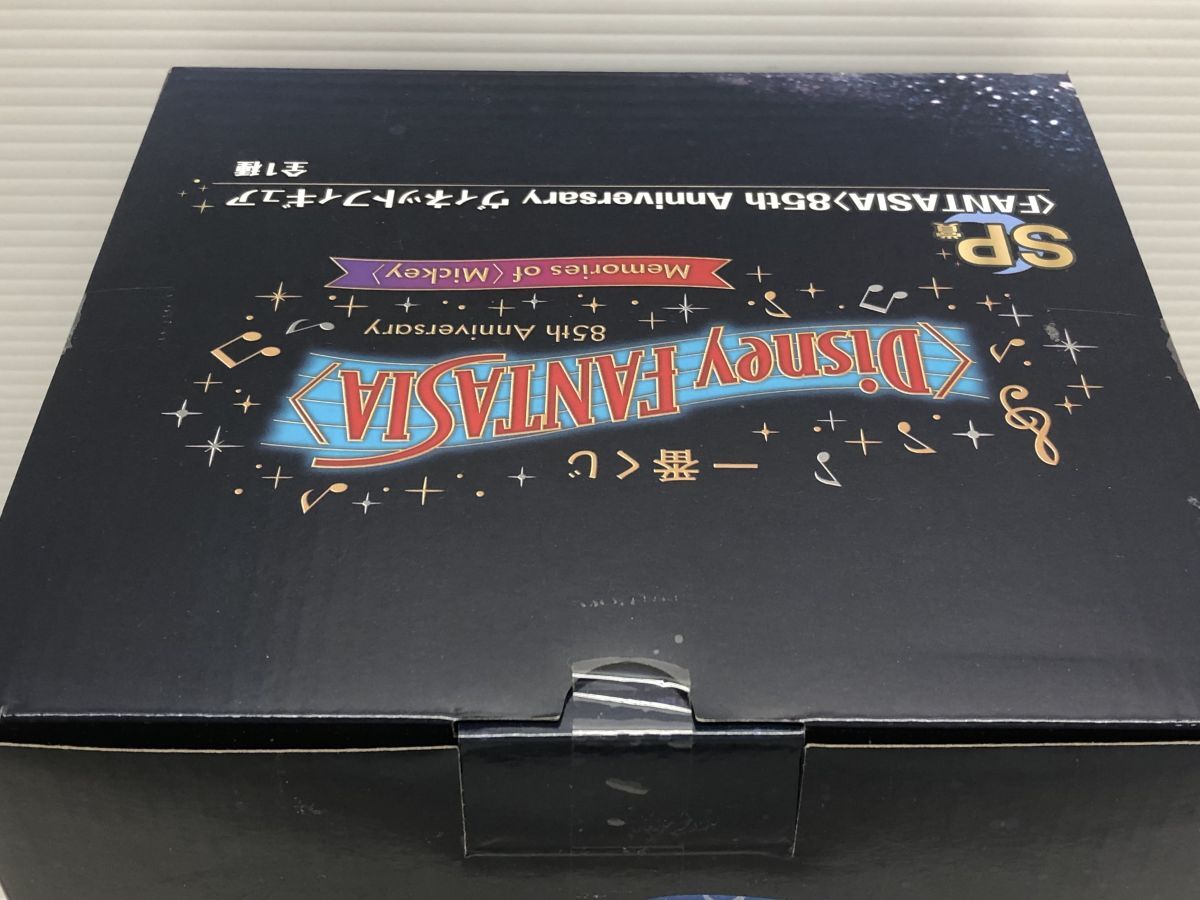 一番くじ
〈Disney FANTASIA〉
85th Anniversary
Memories of〈Mickey〉
SP賞
〈FANTASIA〉85th Anniversary ヴィネットフィギュア
全1種